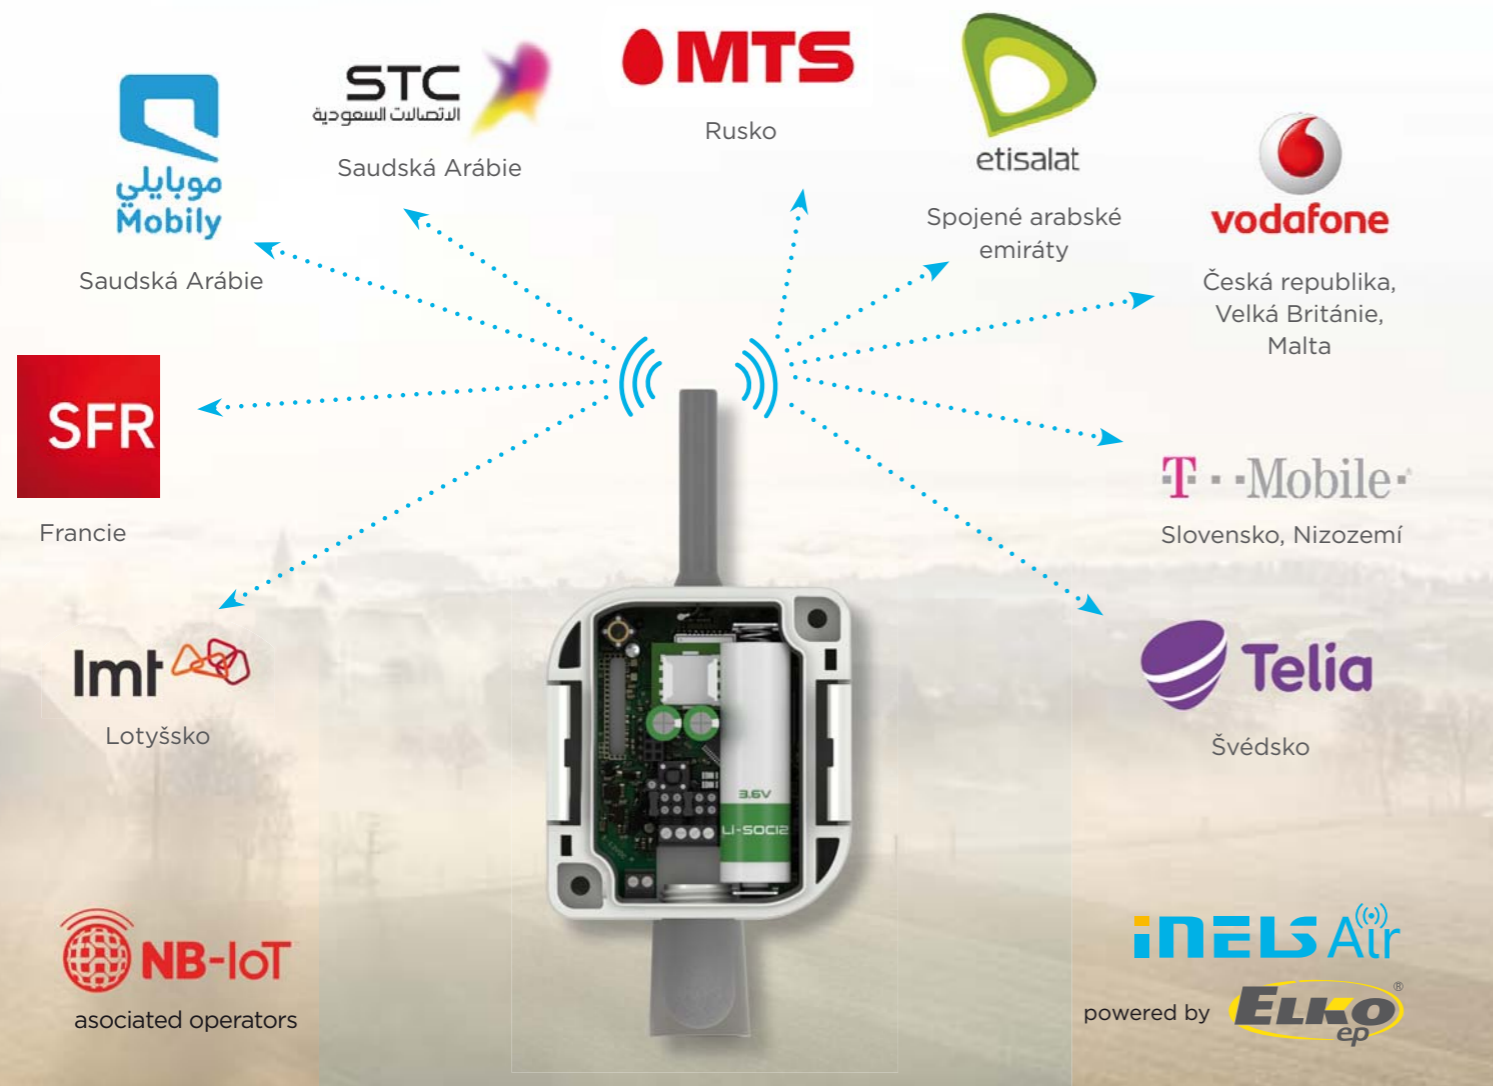 MTS
Rusko
STC
الاتصالات السعودية
Saudská Arábie
etisalat
Spojené arabské
emiráty
موبايلي
Mobily
Saudská Arábie
vodafone
Česká republika,
Velká Británie,
Malta
SFR
Francie
T··Mobile·®
Slovensko, Nizozemí
lmt
Lotyšsko
Telia
Švédsko
3.6V
LI-SOCl2
NB-IoT
asociated operators
iNELS Air
powered by ELKO ep ®